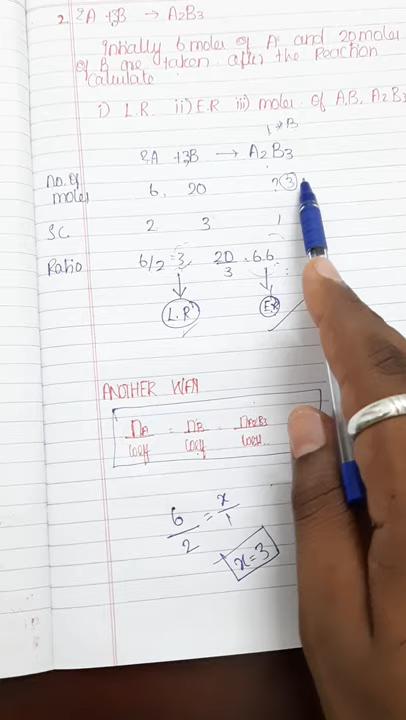 2. 2A + 3B → A2B3
Initially 6 moles of A and 20 moles
of B are taken after the Reaction
Calculate
i) L.R. ii) E.R iii) moles of A,B, A2B3
2A + 3B → A2B3
No. of
moles 6, 20 ? 3
SC 2 3 1
Ratio 6/2 = 3, 20/3 = 6.6
L.R E.R
ANOTHER WAY
nA/coeff = nB/coeff = nA2B3/coeff
6/2 = x/1
x = 3